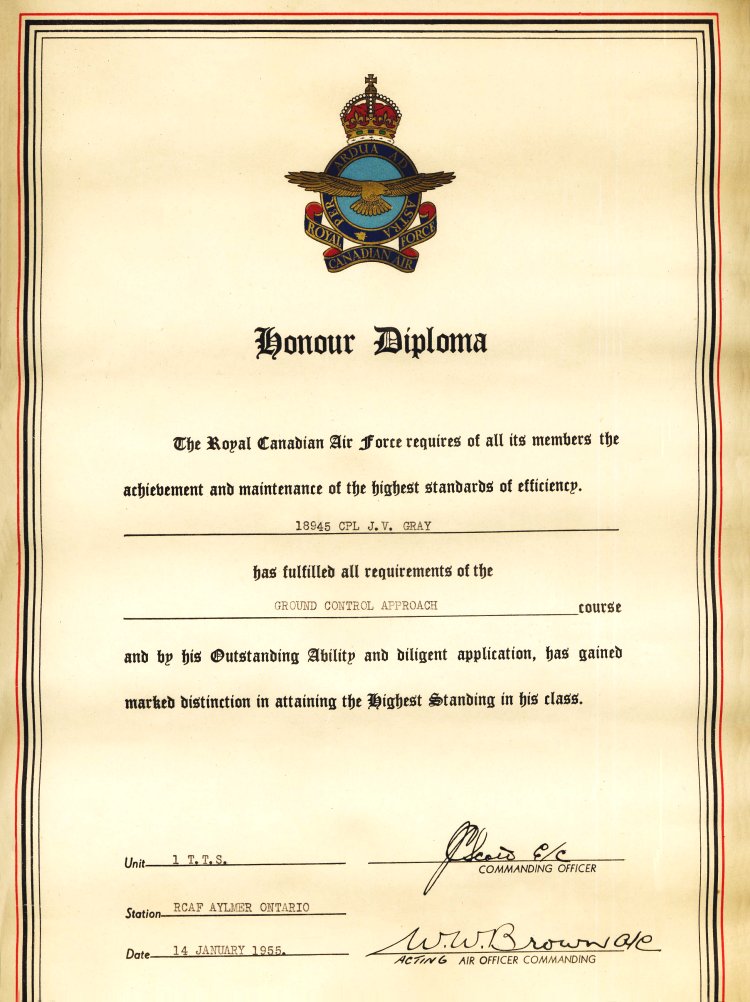 PER ARDUA AD ASTRA
ROYAL CANADIAN AIR FORCE
Honour Diploma
The Royal Canadian Air Force requires of all its members the
achievement and maintenance of the highest standards of efficiency.
18945 CPL J.V. GRAY
has fulfilled all requirements of the
GROUND CONTROL APPROACH course
and by his Outstanding Ability and diligent application, has gained
marked distinction in attaining the Highest Standing in his class.
Unit 1 T.T.S.
Scott G/C
COMMANDING OFFICER
Station RCAF AYLMER ONTARIO
Date 14 JANUARY 1955.
W.W. Brown A/C
ACTING AIR OFFICER COMMANDING